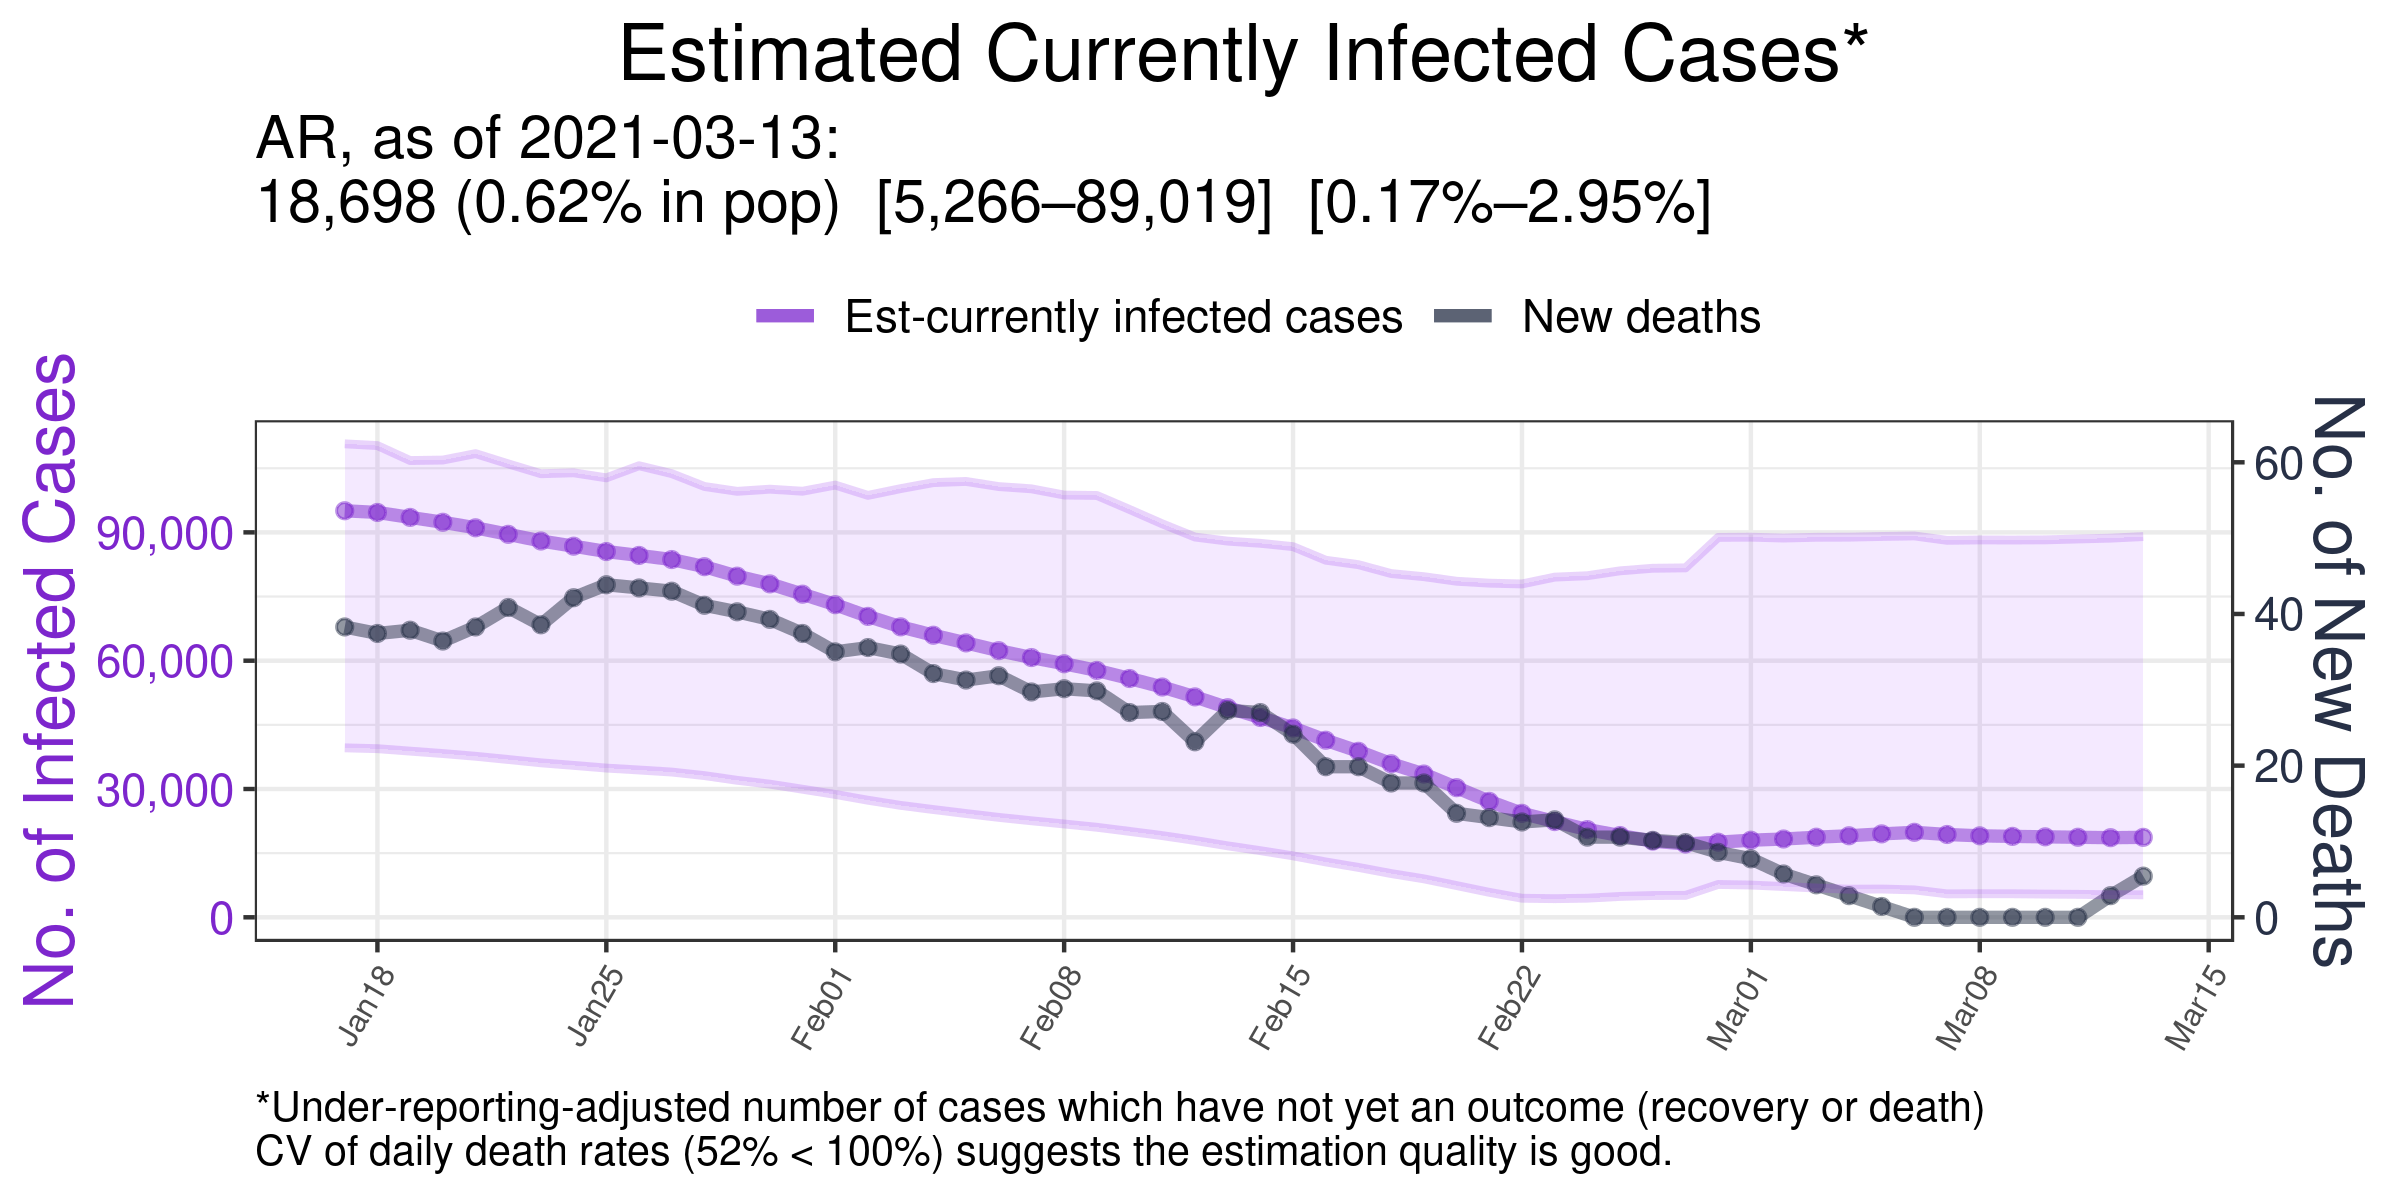 Estimated Currently Infected Cases*
AR, as of 2021-03-13:
18,698 (0.62% in pop)  [5,266–89,019]  [0.17%–2.95%]
Est-currently infected cases
New deaths
No. of Infected Cases
90,000
60,000
30,000
0
60
40
20
0
No. of New Deaths
Jan18
Jan25
Feb01
Feb08
Feb15
Feb22
Mar01
Mar08
Mar15
*Under-reporting-adjusted number of cases which have not yet an outcome (recovery or death)
CV of daily death rates (52% < 100%) suggests the estimation quality is good.